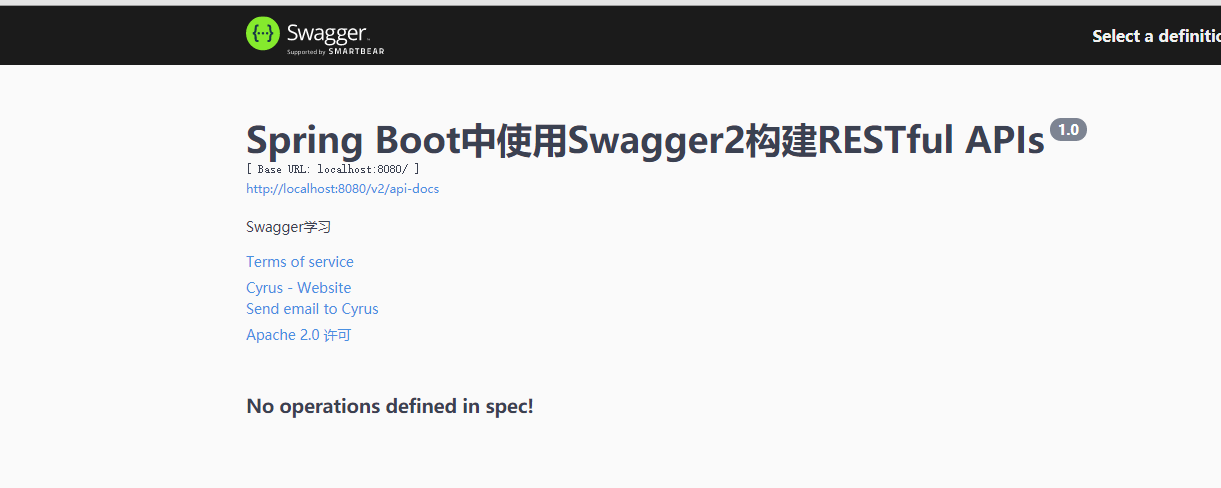 Swagger
Supported by SMARTBEAR
Select a definitio
Spring Boot中使用Swagger2构建RESTful APIs 1.0
[ Base URL: localhost:8080/ ]
http://localhost:8080/v2/api-docs
Swagger学习
Terms of service
Cyrus - Website
Send email to Cyrus
Apache 2.0 许可
No operations defined in spec!